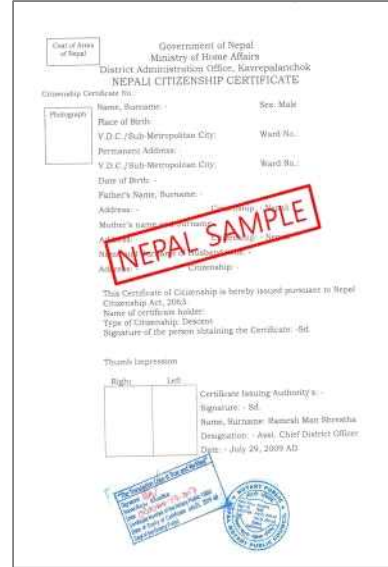 Coat of Arms
of Nepal
Government of Nepal
Ministry of Home Affairs
District Administration Office, Kavrepalanchok
NEPALI CITIZENSHIP CERTIFICATE
Citizenship Certificate No.
Photograph
Name, Surname: - Sex: Male
Place of Birth:
V.D.C./Sub-Metropolitan City: Ward No.:
Permanent Address:
V.D.C./Sub-Metropolitan City: Ward No.:
Date of Birth: -
Father's Name, Surname: -
Address: - Citizenship:
Mother's name and Surname:
NEPAL SAMPLE
Address: - Citizenship: -
This Certificate of Citizenship is hereby issued pursuant to Nepal
Citizenship Act, 2063
Name of certificate holder:
Type of Citizenship: Descent
Signature of the person obtaining the Certificate: -Sd.
Thumb Impression
Right Left
Certificate Issuing Authority's: -
Signature: - Sd.
Name, Surname: Ramesh Man Shrestha
Designation: - Asst. Chief District Officer
Date: - July 29, 2009 AD
NOTARY PUBLIC